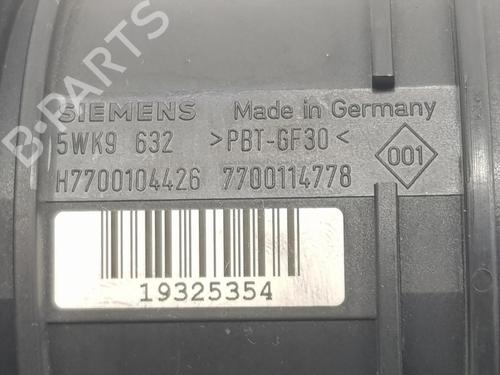 B-PARTS
SIEMENS Made in Germany
5WK9 632 >PBT-GF30< 001
H7700104426 7700114778
19325354